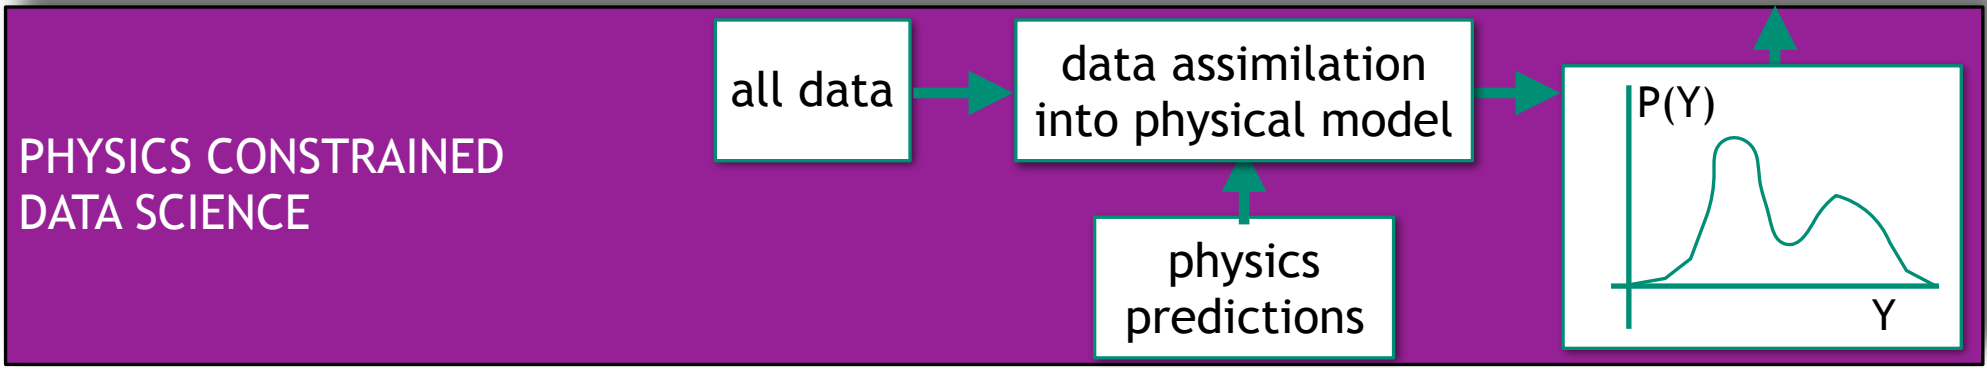 PHYSICS CONSTRAINED
DATA SCIENCE
all data
data assimilation
into physical model
physics
predictions
P(Y)
Y